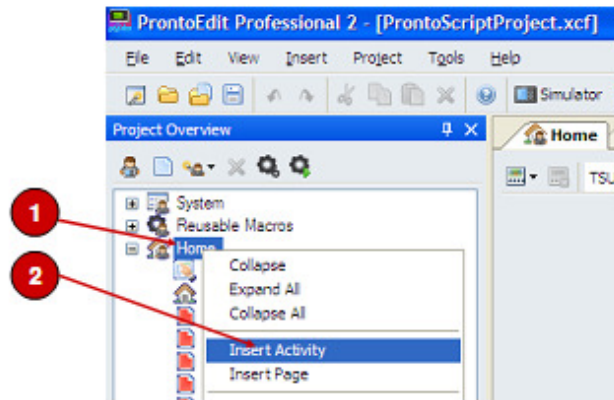 ProntoEdit Professional 2 - [ProntoScriptProject.xcf]
File Edit View Insert Project Tools Help
Simulator
Project Overview
Home
TSU
1
System
Reusable Macros
Home
2
Collapse
Expand All
Collapse All
Insert Activity
Insert Page